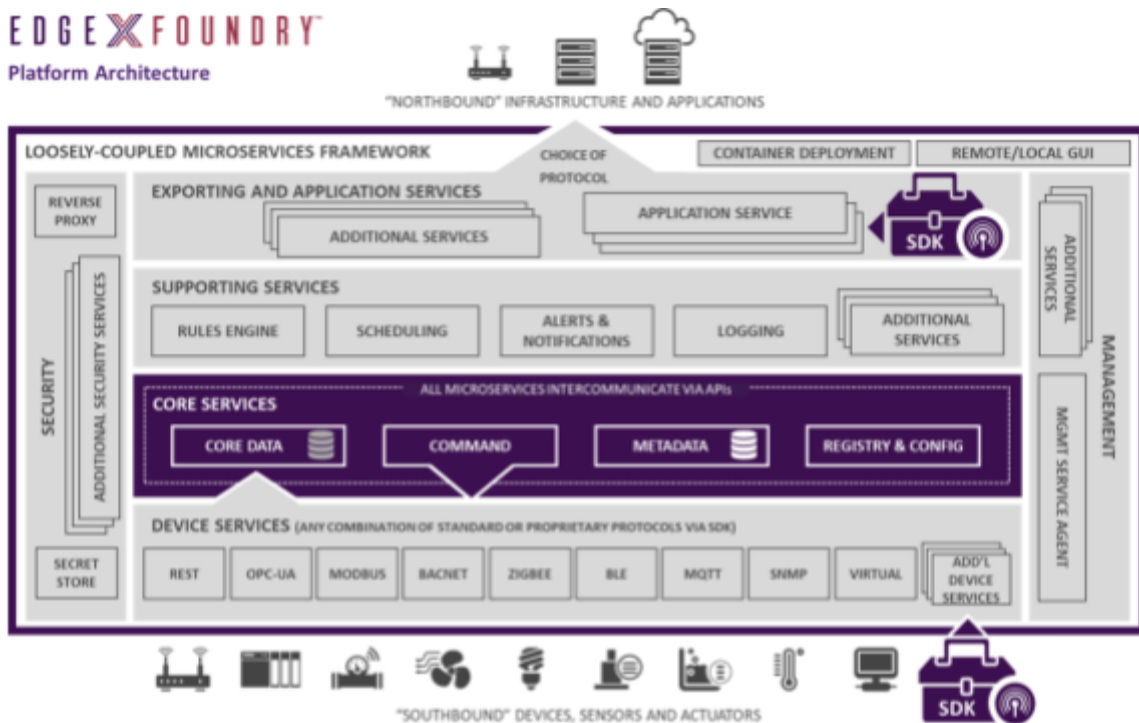 EDGE X FOUNDRY™
Platform Architecture
"NORTHBOUND" INFRASTRUCTURE AND APPLICATIONS
LOOSELY-COUPLED MICROSERVICES FRAMEWORK
CHOICE OF
PROTOCOL
CONTAINER DEPLOYMENT
REMOTE/LOCAL GUI
REVERSE
PROXY
SECURITY
ADDITIONAL SECURITY SERVICES
SECRET
STORE
EXPORTING AND APPLICATION SERVICES
ADDITIONAL SERVICES
APPLICATION SERVICE
SDK
SUPPORTING SERVICES
RULES ENGINE
SCHEDULING
ALERTS &
NOTIFICATIONS
LOGGING
ADDITIONAL
SERVICES
ALL MICROSERVICES INTERCOMMUNICATE VIA APIs
CORE SERVICES
CORE DATA
COMMAND
METADATA
REGISTRY & CONFIG
DEVICE SERVICES (ANY COMBINATION OF STANDARD OR PROPRIETARY PROTOCOLS VIA SDK)
REST
OPC-UA
MODBUS
BACNET
ZIGBEE
BLE
MQTT
SNMP
VIRTUAL
ADD'L
DEVICE
SERVICES
ADDITIONAL
SERVICES
MGMT SERVICE AGENT
MANAGEMENT
"SOUTHBOUND" DEVICES, SENSORS AND ACTUATORS
SDK